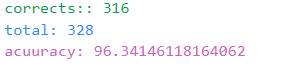 corrects:: 316
total: 328
acuuracy: 96.34146118164062